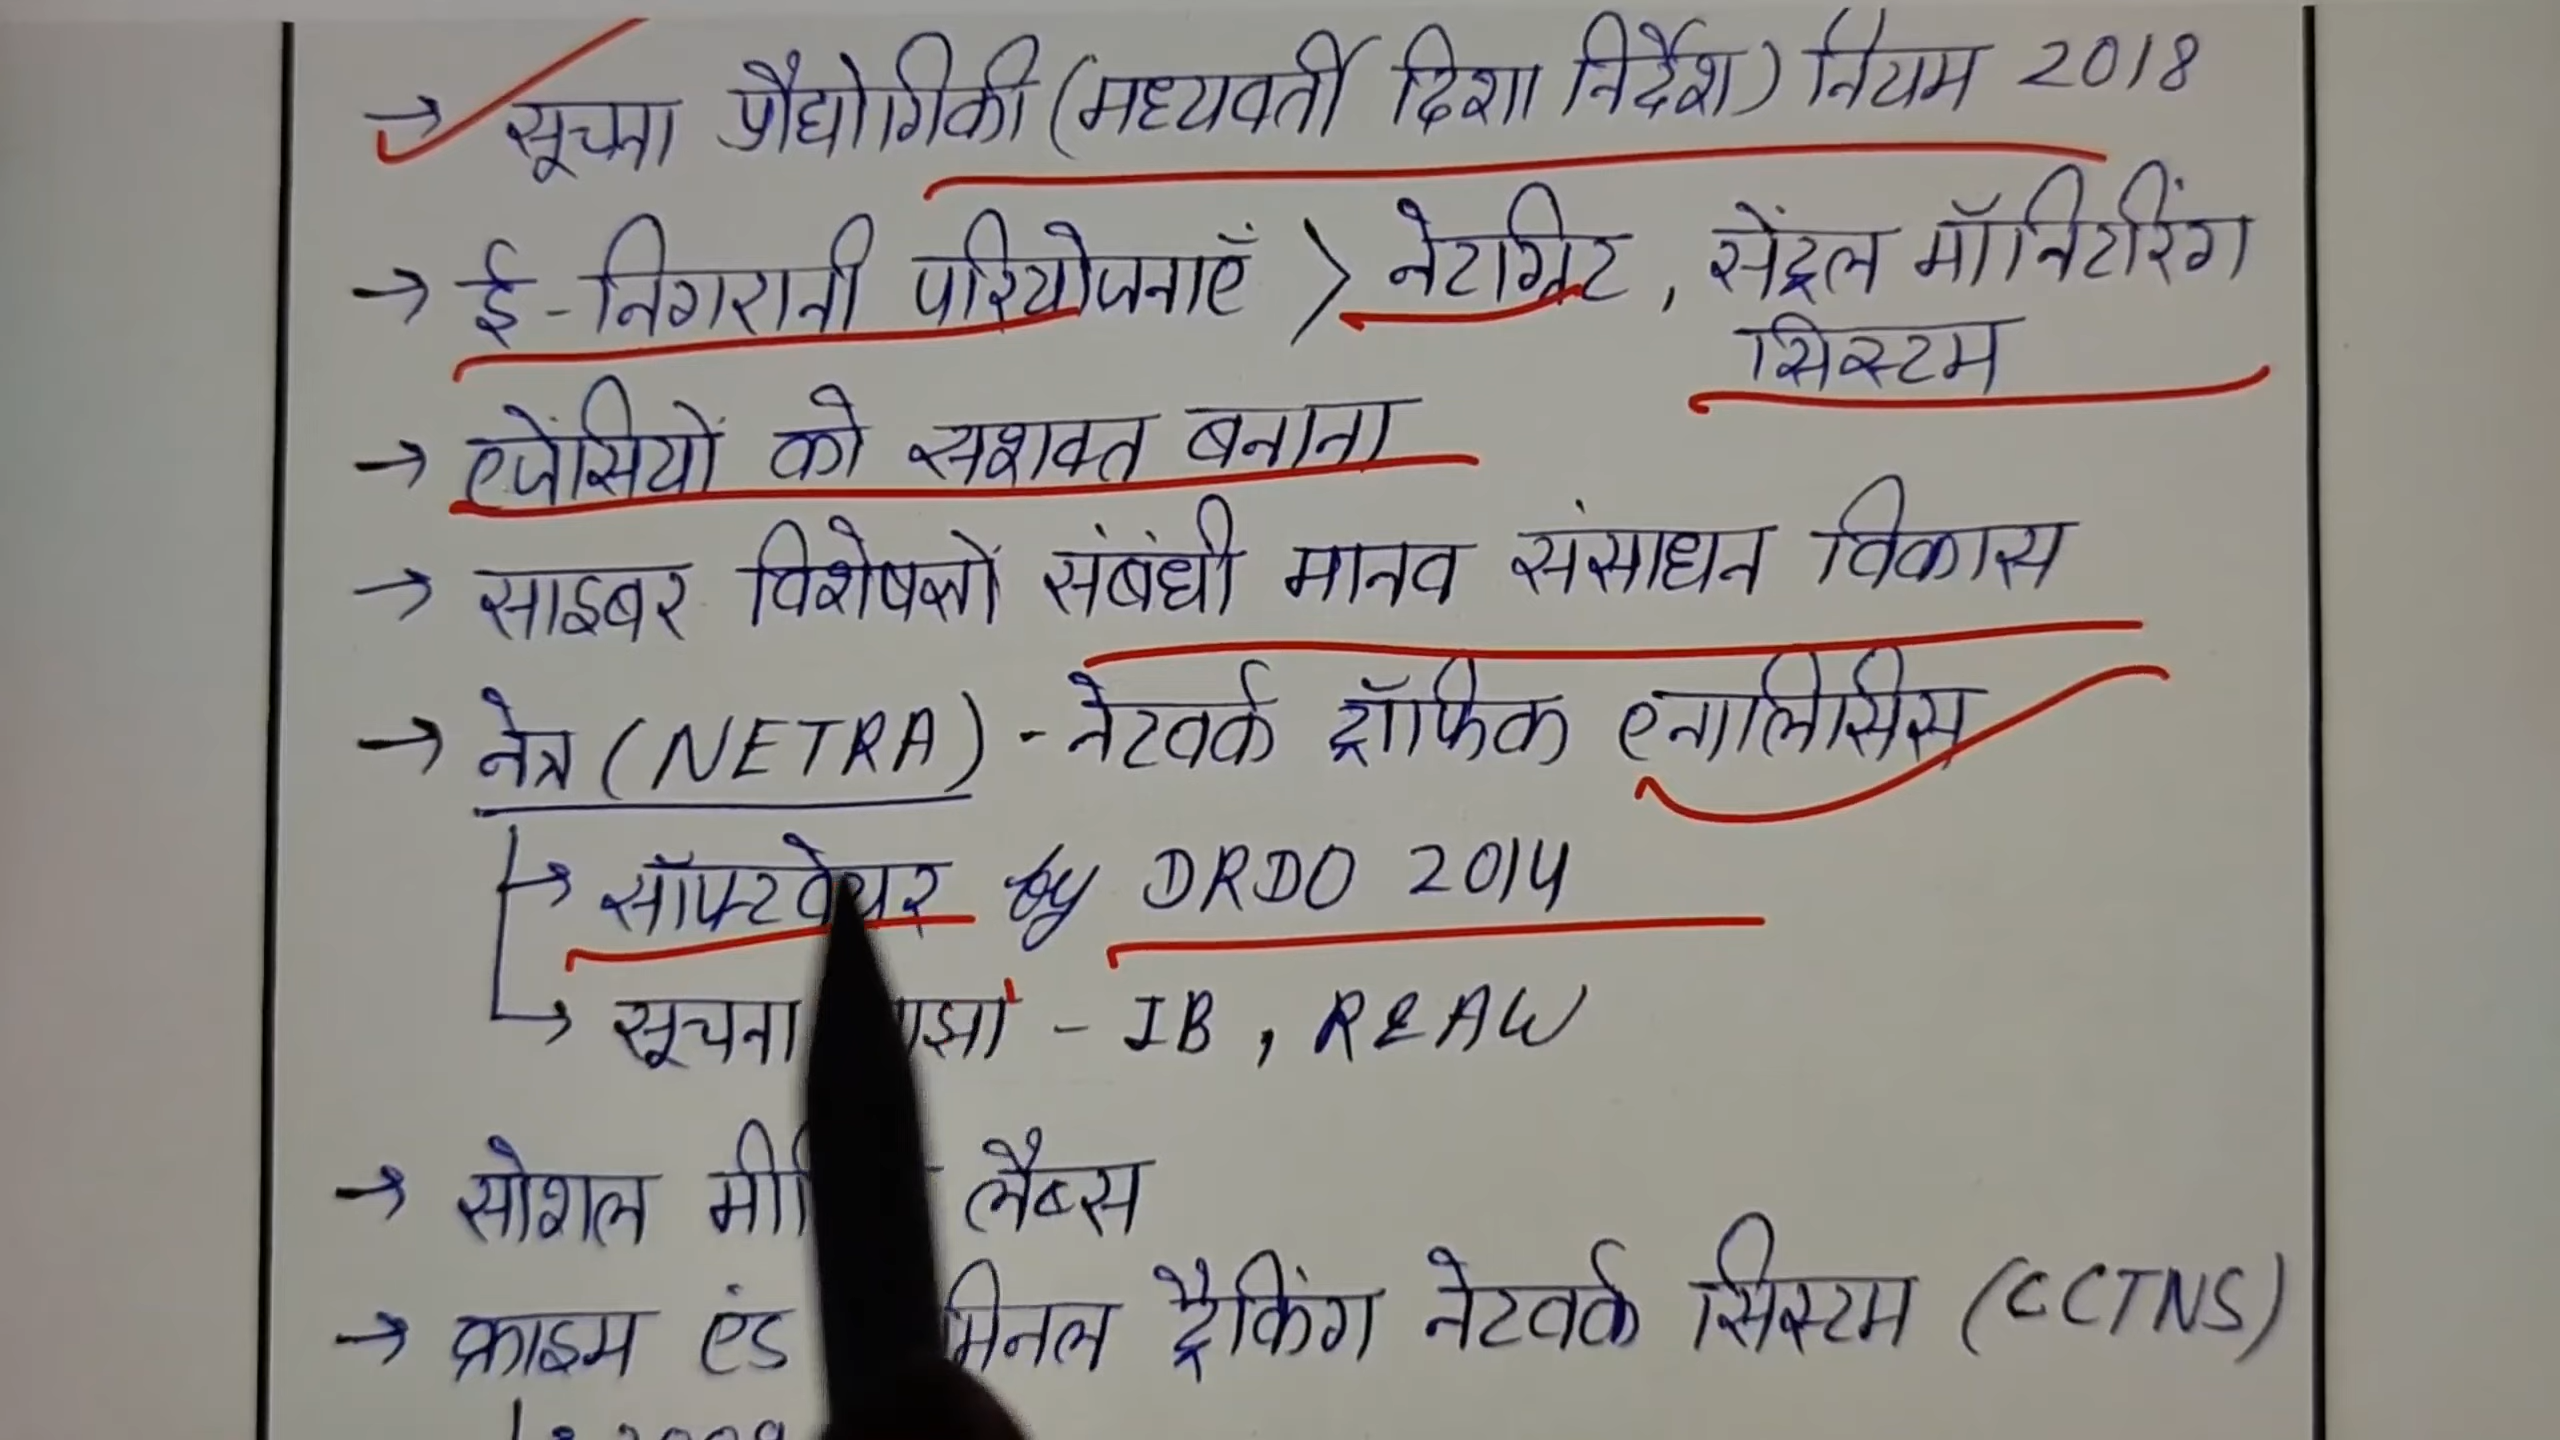 → सूचना प्रौद्योगिकी (मध्यवर्ती दिशा निर्देश) नियम 2018
→ ई-निगरानी परियोजनाएँ > नेटग्रिट, सेंट्रल मॉनिटरिंग
सिस्टम
→ एजेंसियों को सशक्त बनाना
→ साइबर विशेषज्ञों संबंधी मानव संसाधन विकास
→ नेत्र (NETRA) - नेटवर्क ट्रॉफिक एनालिसिस
→ सॉफ्टवेयर by DRDO 2014
→ सूचना - IB, R&AW
→ सोशल लैब्स
→ क्राइम एंड ट्रैकिंग नेटवर्क सिस्टम (CCTNS)